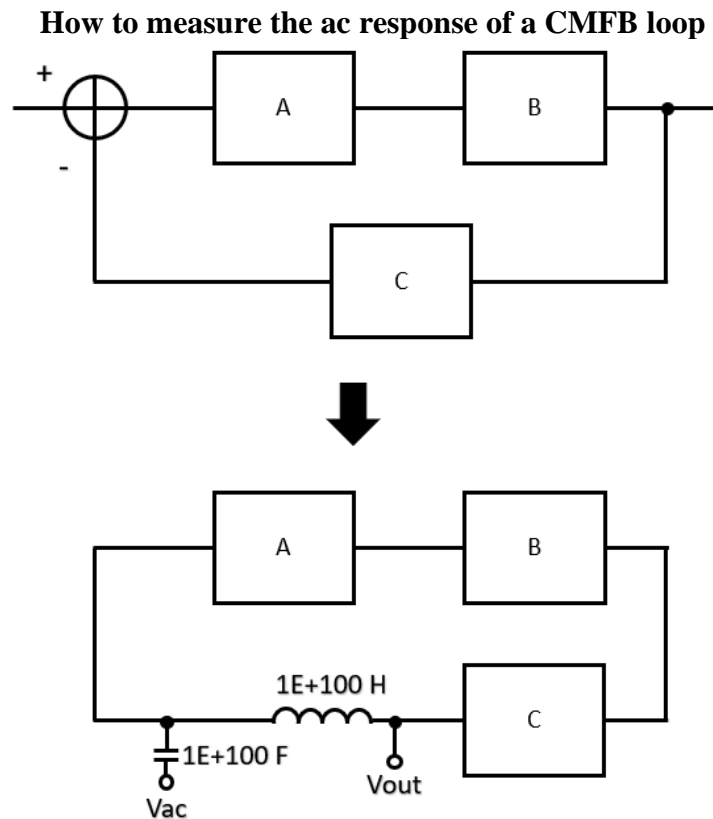 How to measure the ac response of a CMFB loop
+
A
B
-
C
A
B
1E+100 H
C
1E+100 F
Vout
Vac